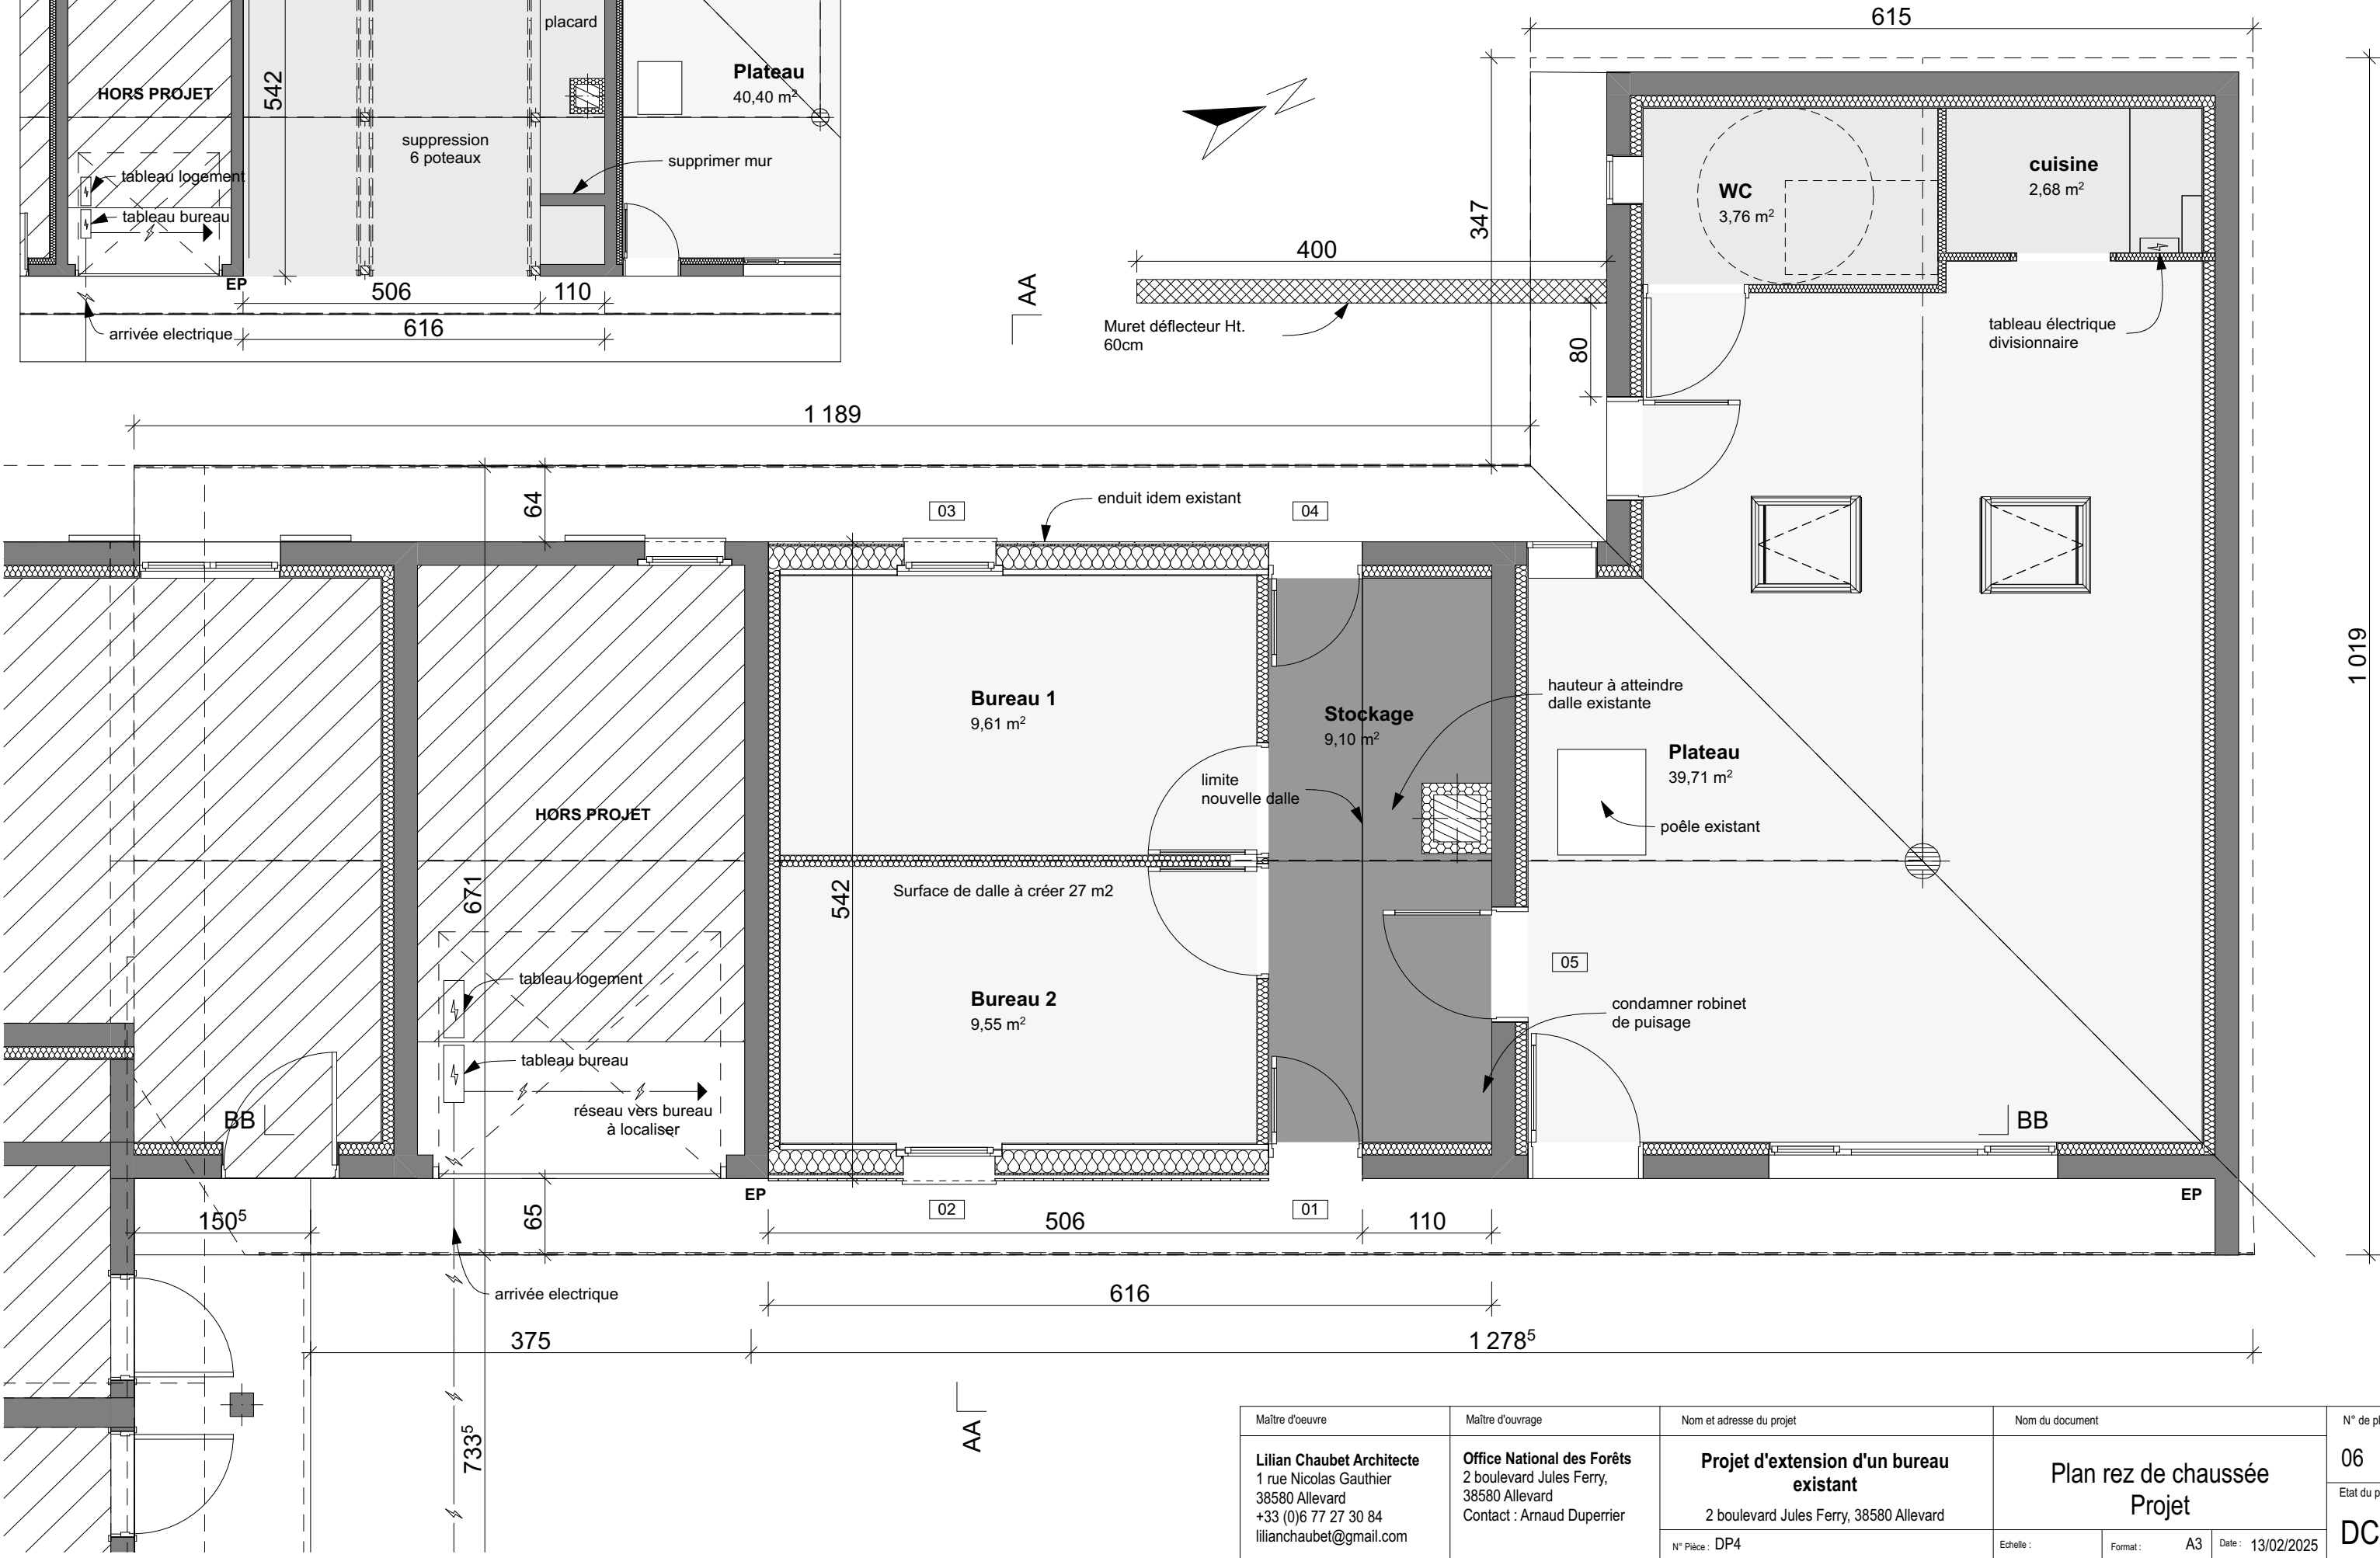 placard
542
HORS PROJET
Plateau
40,40 m²
suppression
6 poteaux
supprimer mur
tableau logement
tableau bureau
EP
506
110
616
arrivée electrique
615
347
400
AA
Muret déflecteur Ht.
60cm
80
WC
3,76 m²
cuisine
2,68 m²
tableau électrique
divisionnaire
1 189
64
03
enduit idem existant
04
1 019
Bureau 1
9,61 m²
Stockage
9,10 m²
hauteur à atteindre
dalle existante
limite
nouvelle dalle
Plateau
39,71 m²
poêle existant
HORS PROJET
671
542
Surface de dalle à créer 27 m2
tableau logement
Bureau 2
9,55 m²
05
condamner robinet
de puisage
tableau bureau
réseau vers bureau
à localiser
BB
BB
EP
EP
150⁵
65
02
01
506
110
arrivée electrique
616
375
1 278⁵
733⁵
AA
Maître d'oeuvre
Lilian Chaubet Architecte
1 rue Nicolas Gauthier
38580 Allevard
+33 (0)6 77 27 30 84
lilianchaubet@gmail.com
Maître d'ouvrage
Office National des Forêts
2 boulevard Jules Ferry,
38580 Allevard
Contact : Arnaud Duperrier
Nom et adresse du projet
Projet d'extension d'un bureau
existant
2 boulevard Jules Ferry, 38580 Allevard
N° Pièce : DP4
Nom du document
Plan rez de chaussée
Projet
Echelle :
Format : A3
Date : 13/02/2025
N° de
06
Etat du